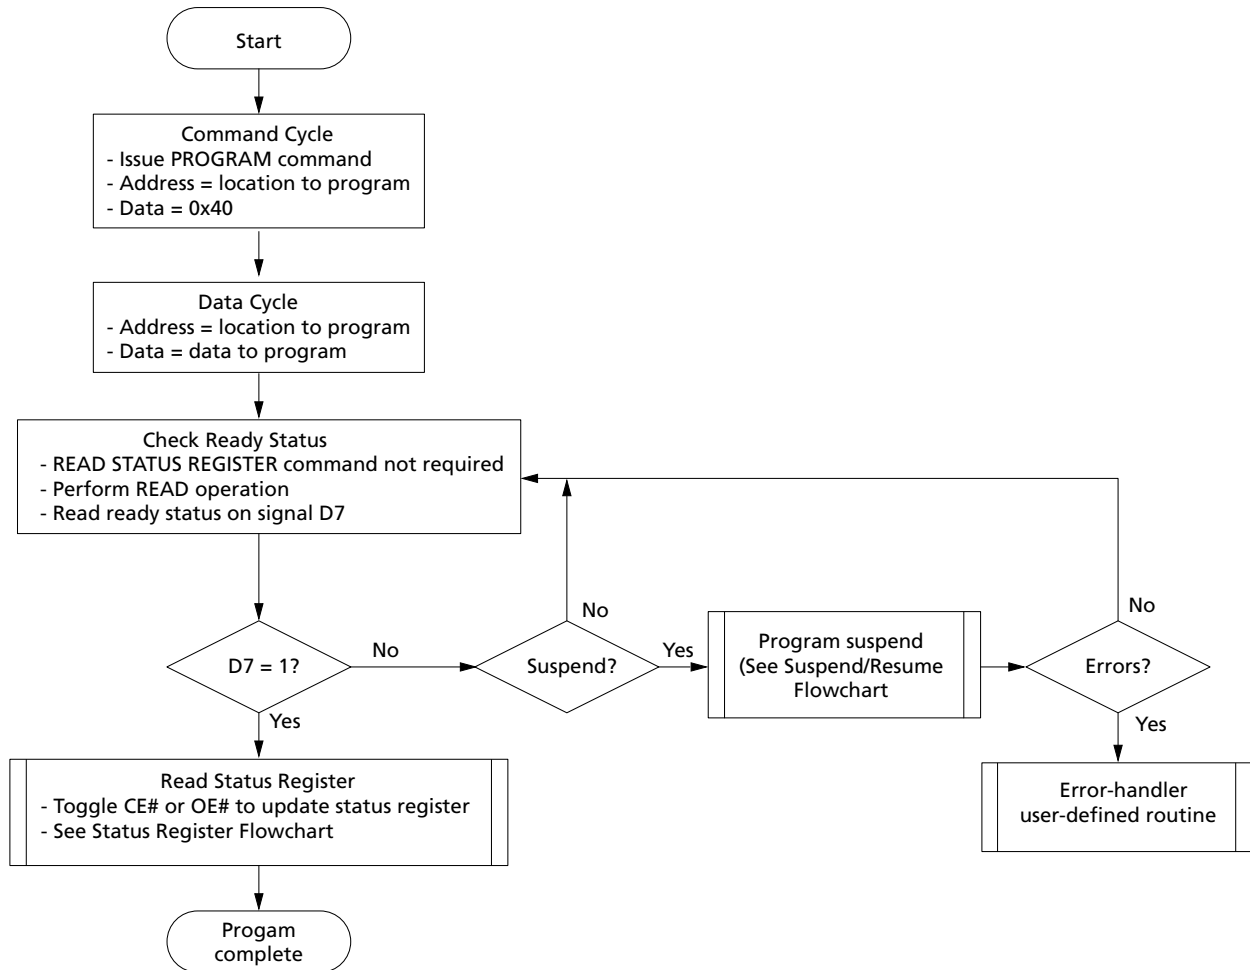 Start
Command Cycle
- Issue PROGRAM command
- Address = location to program
- Data = 0x40
Data Cycle
- Address = location to program
- Data = data to program
Check Ready Status
- READ STATUS REGISTER command not required
- Perform READ operation
- Read ready status on signal D7
D7 = 1?
No
Yes
Suspend?
No
Yes
Program suspend
(See Suspend/Resume
Flowchart
Errors?
No
Yes
Error-handler
user-defined routine
Read Status Register
- Toggle CE# or OE# to update status register
- See Status Register Flowchart
Progam
complete